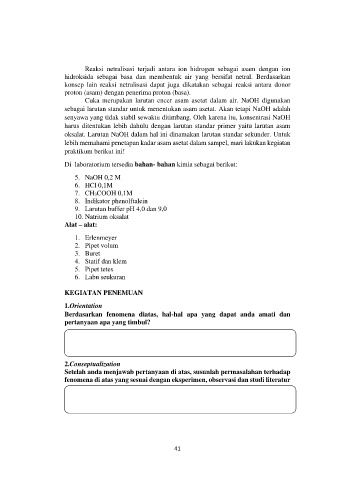 Reaksi netralisasi terjadi antara ion hidrogen sebagai asam dengan ion
hidroksida sebagai basa dan membentuk air yang bersifat netral. Berdasarkan
konsep lain reaksi netralisasi dapat juga dikatakan sebagai reaksi antara donor
proton (asam) dengan penerima proton (basa).
Cuka merupakan larutan encer asam asetat dalam air. NaOH digunakan
sebagai larutan standar untuk menentukan asam asetat. Akan tetapi NaOH adalah
senyawa yang tidak stabil sewaktu ditimbang. Oleh karena itu, konsentrasi NaOH
harus ditentukan lebih dahulu dengan larutan standar primer yaitu larutan asam
oksalat. Larutan NaOH dalam hal ini dinamakan larutan standar sekunder. Untuk
lebih memahami penetapan kadar asam asetat dalam sampel, mari lakukan kegiatan
praktikum berikut ini!
Di laboratorium tersedia bahan- bahan kimia sebagai berikut:
5. NaOH 0,2 M
6. HCl 0,1M
7. CH₃COOH 0,1M
8. Indikator phenolftalein
9. Larutan buffer pH 4,0 dan 9,0
10. Natrium oksalat
Alat – alat:
1. Erlenmeyer
2. Pipet volum
3. Buret
4. Statif dan klem
5. Pipet tetes
6. Labu seukuran
KEGIATAN PENEMUAN
1.Orientation
Berdasarkan fenomena diatas, hal-hal apa yang dapat anda amati dan
pertanyaan apa yang timbul?
2.Conseptualization
Setelah anda menjawab pertanyaan di atas, susunlah permasalahan terhadap
fenomena di atas yang sesuai dengan eksperimen, observasi dan studi literatur
41